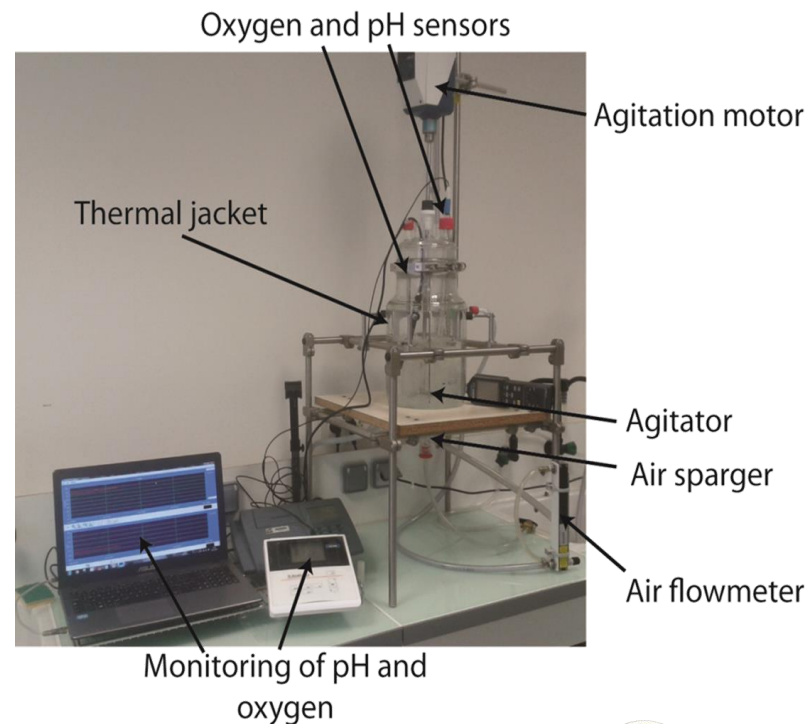 Oxygen and pH sensors
Agitation motor
Thermal jacket
Agitator
Air sparger
Air flowmeter
Monitoring of pH and
oxygen